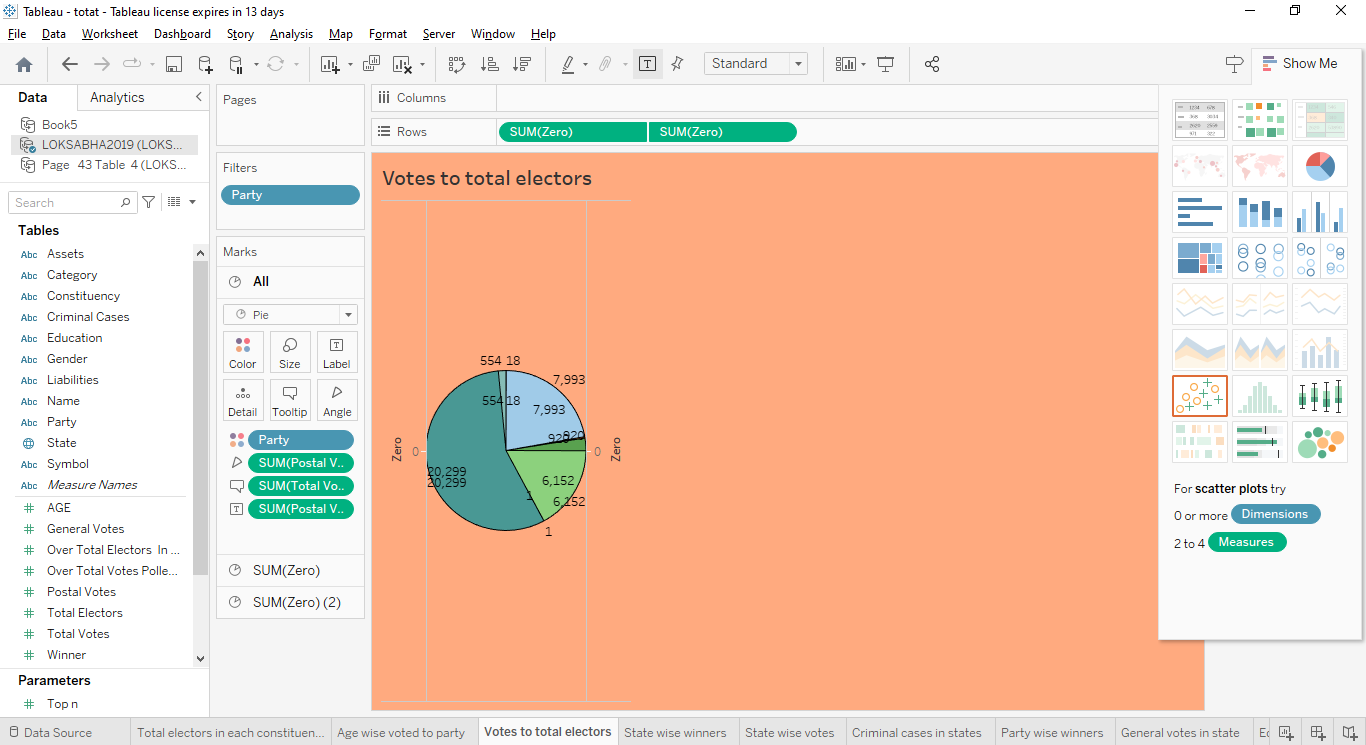 Tableau - totat - Tableau license expires in 13 days
File Data Worksheet Dashboard Story Analysis Map Format Server Window Help
Standard
Show Me
Data Analytics
Book5
LOKSABHA2019 (LOKS...
Page 43 Table 4 (LOKS...
Search
Tables
Abc Assets
Abc Category
Abc Constituency
Abc Criminal Cases
Abc Education
Abc Gender
Abc Liabilities
Abc Name
Abc Party
State
Abc Symbol
Abc Measure Names
# AGE
# General Votes
# Over Total Electors In ...
# Over Total Votes Polle...
# Postal Votes
# Total Electors
# Total Votes
# Winner
Parameters
# Top n
Pages
Filters
Party
Marks
All
Pie
Color Size Label
Detail Tooltip Angle
Party
SUM(Postal V..
SUM(Total Vo..
SUM(Postal V..
SUM(Zero)
SUM(Zero) (2)
Columns
Rows SUM(Zero) SUM(Zero)
Votes to total electors
554 18
7,993
554 18
7,993
920
920
Zero 0
0 Zero
20,299
20,299
6,152
1
6,152
1
For scatter plots try
0 or more Dimensions
2 to 4 Measures
Data Source Total electors in each constituen... Age wise voted to party Votes to total electors State wise winners State wise votes Criminal cases in states Party wise winners General votes in state